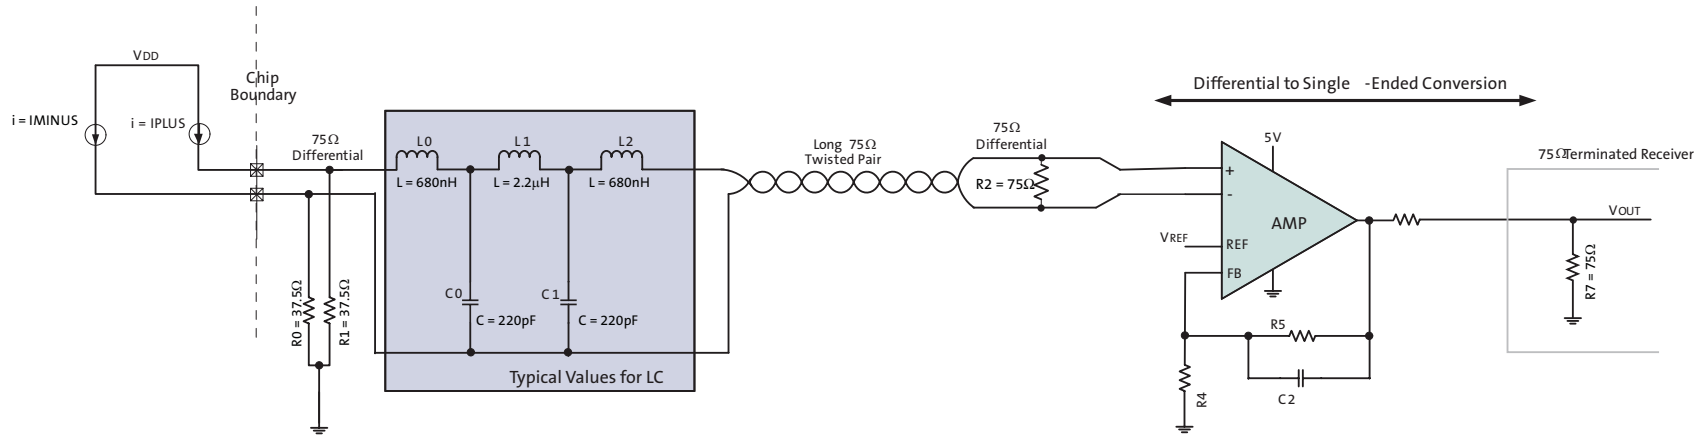 VDD
Chip
Boundary
i = IMINUS
i = IPLUS
75Ω
Differential
R0 = 37.5Ω
R1 = 37.5Ω
L0
L1
L2
L = 680nH
L = 2.2μH
L = 680nH
C0
C = 220pF
C1
C = 220pF
Typical Values for LC
Long 75Ω
Twisted Pair
75Ω
Differential
R2 = 75Ω
Differential to Single -Ended Conversion
5V
+
-
AMP
VREF
REF
FB
R5
C2
R4
75Ω Terminated Receiver
VOUT
R7 = 75Ω